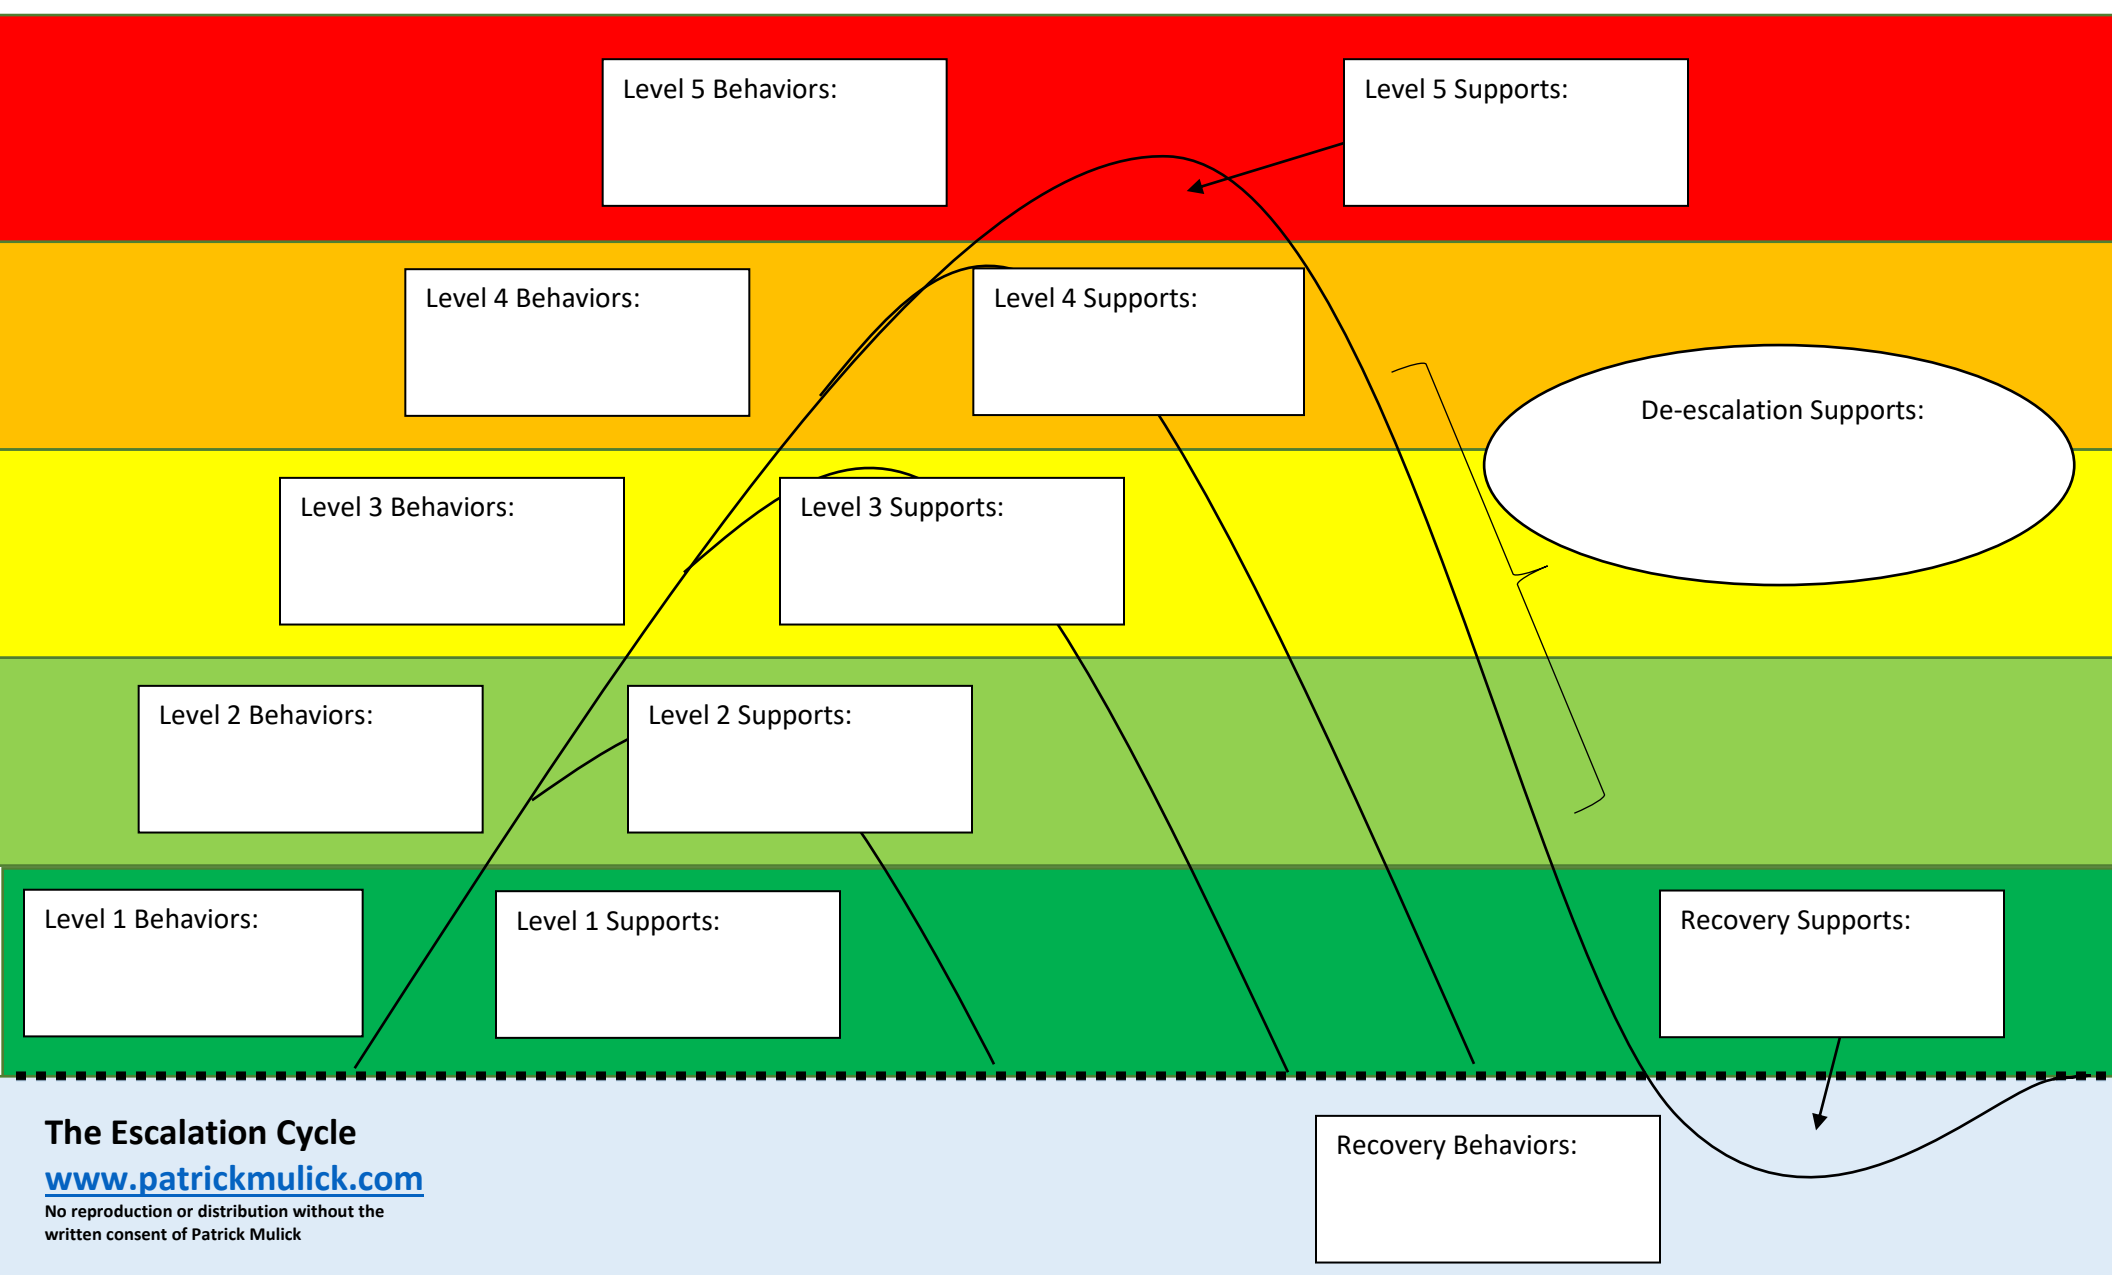 Level 5 Behaviors:
Level 5 Supports:
Level 4 Behaviors:
Level 4 Supports:
De-escalation Supports:
Level 3 Behaviors:
Level 3 Supports:
Level 2 Behaviors:
Level 2 Supports:
Level 1 Behaviors:
Level 1 Supports:
Recovery Supports:
The Escalation Cycle
www.patrickmulick.com
No reproduction or distribution without the
written consent of Patrick Mulick
Recovery Behaviors: